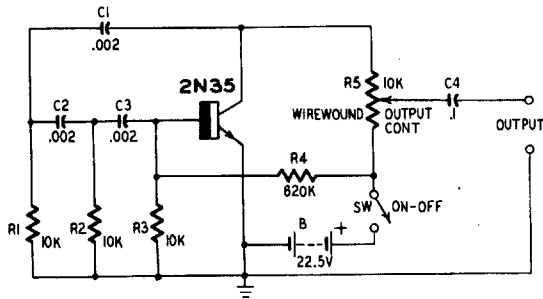 C1
.002
2N35
R5
10K
C4
.1
WIREWOUND
OUTPUT
CONT
OUTPUT
C2
.002
C3
.002
R4
620K
SW
ON-OFF
R1
10K
R2
10K
R3
10K
B
+
22.5V